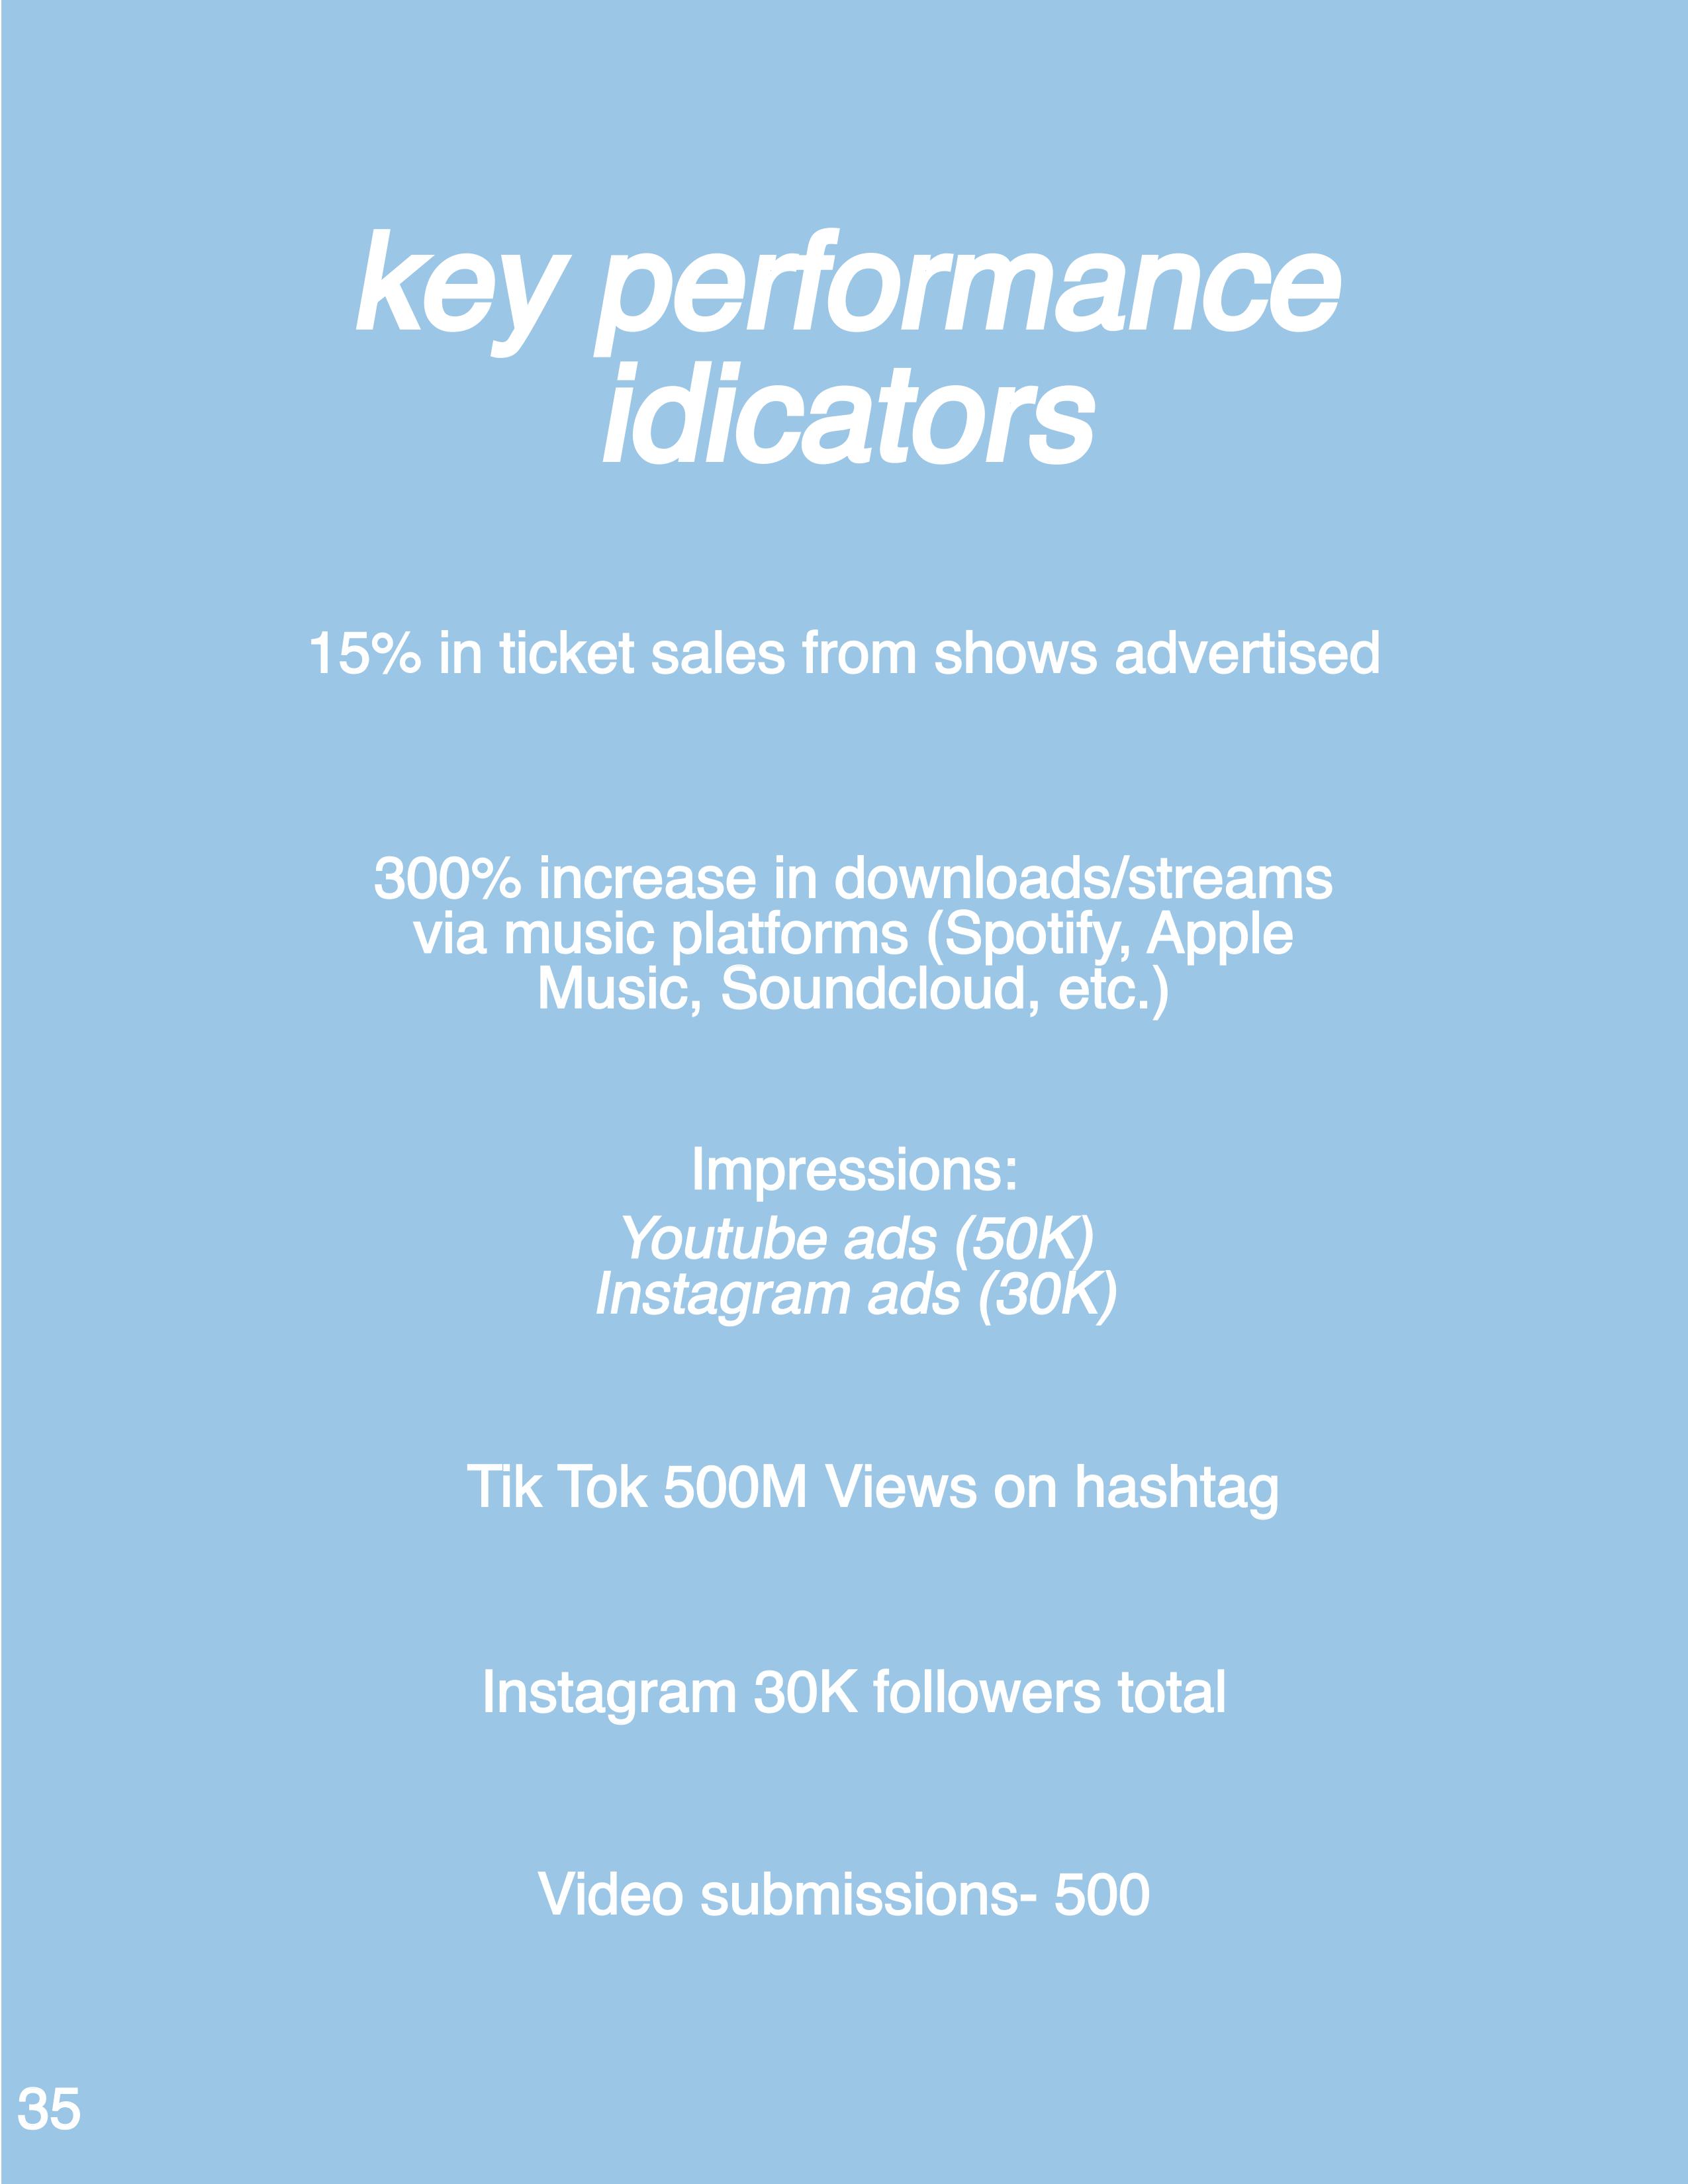 key performance
idicators
15% in ticket sales from shows advertised
300% increase in downloads/streams
via music platforms (Spotify, Apple
Music, Soundcloud, etc.)
Impressions:
Youtube ads (50K)
Instagram ads (30K)
Tik Tok 500M Views on hashtag
Instagram 30K followers total
Video submissions- 500
35